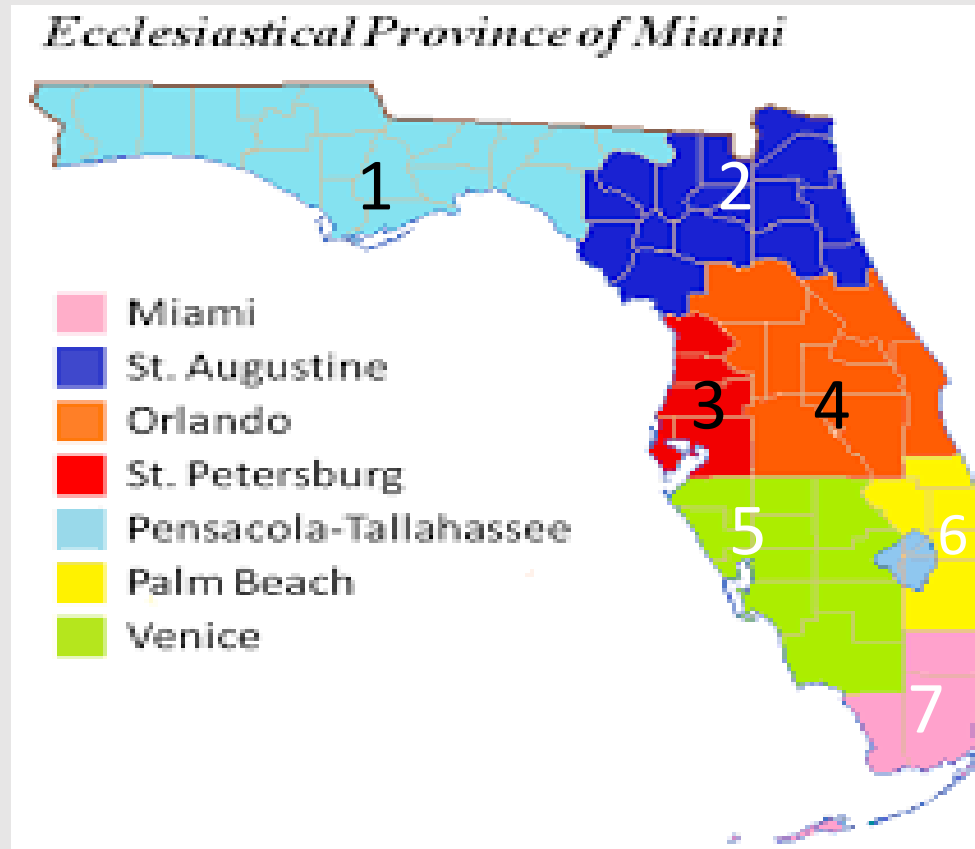 Ecclesiastical Province of Miami
1
2
Miami
St. Augustine
Orlando
St. Petersburg
Pensacola-Tallahassee
Palm Beach
Venice
3
4
5
6
7